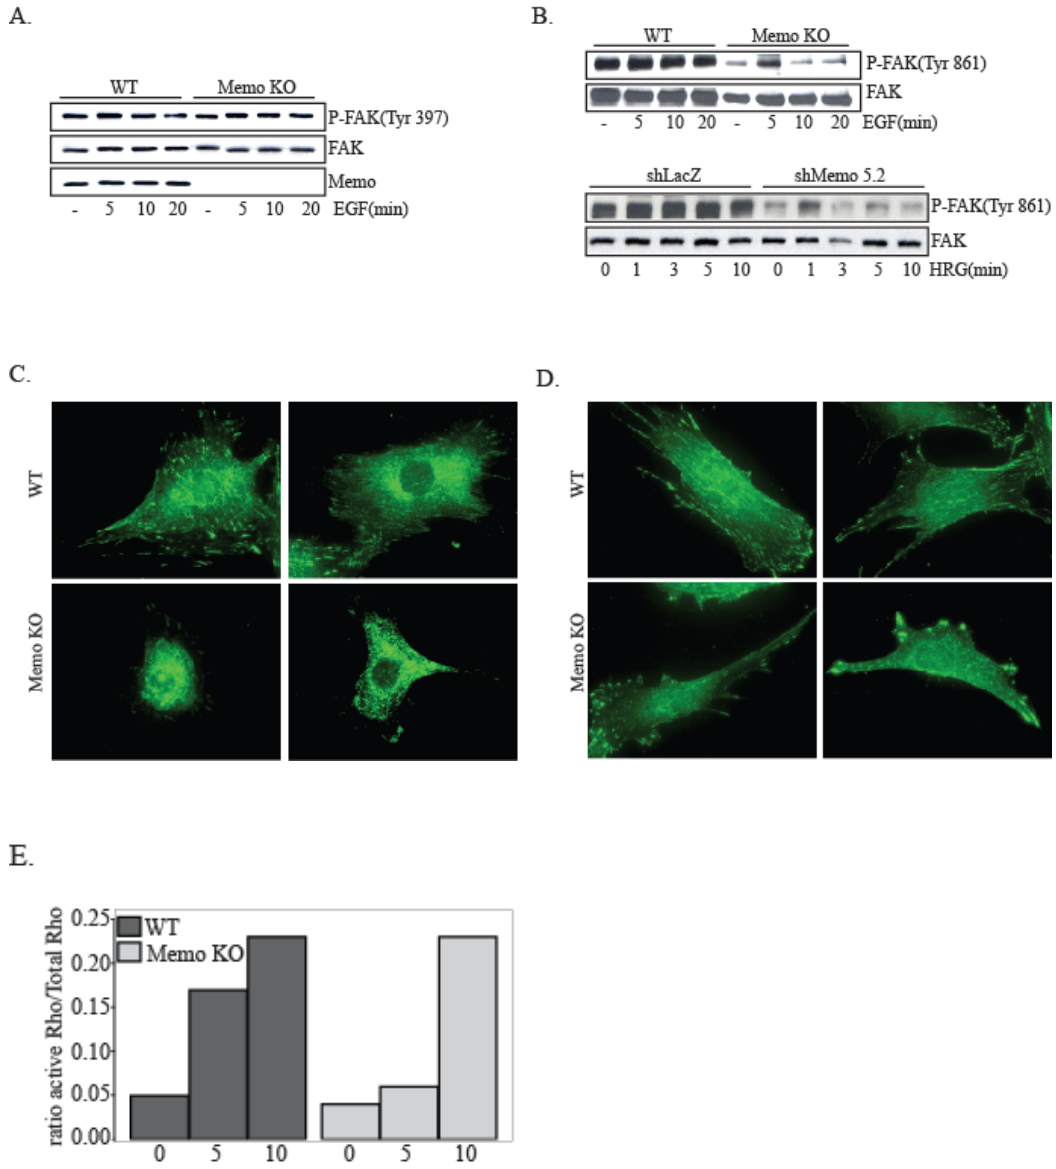 A.
WT Memo KO
P-FAK(Tyr 397)
FAK
Memo
- 5 10 20 - 5 10 20 EGF(min)
B.
WT Memo KO
P-FAK(Tyr 861)
FAK
- 5 10 20 - 5 10 20 EGF(min)
shLacZ shMemo 5.2
P-FAK(Tyr 861)
FAK
0 1 3 5 10 0 1 3 5 10 HRG(min)
C.
WT
Memo KO
D.
WT
Memo KO
E.
ratio active Rho/Total Rho
0.25
0.20
0.15
0.10
0.05
0.00
WT
Memo KO
0 5 10 0 5 10